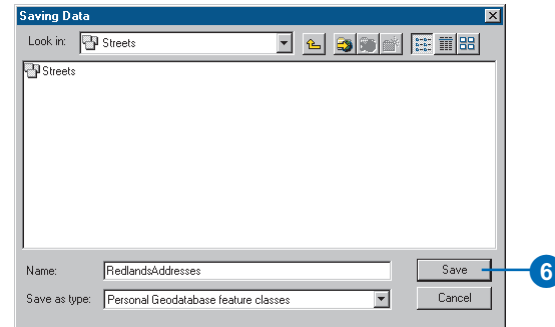 Saving Data
Look in: Streets
Streets
Name: RedlandsAddresses Save 6
Save as type: Personal Geodatabase feature classes Cancel